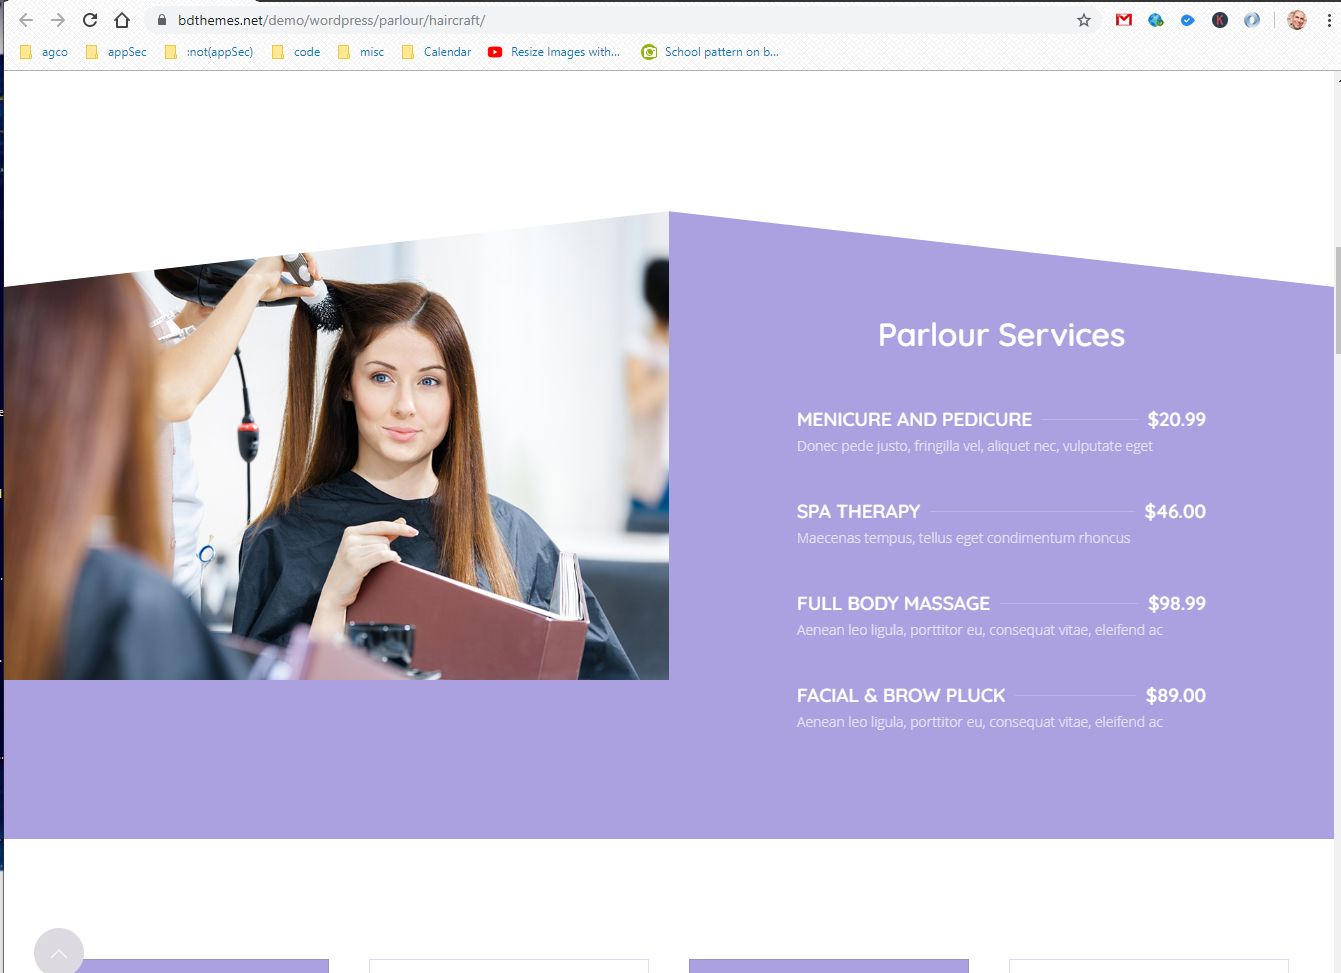 bdthemes.net/demo/wordpress/parlour/haircraft/
agco
appSec
:not(appSec)
code
misc
Calendar
Resize Images with...
School pattern on b...
Parlour Services
MENICURE AND PEDICURE $20.99
Donec pede justo, fringilla vel, aliquet nec, vulputate eget
SPA THERAPY $46.00
Maecenas tempus, tellus eget condimentum rhoncus
FULL BODY MASSAGE $98.99
Aenean leo ligula, porttitor eu, consequat vitae, eleifend ac
FACIAL & BROW PLUCK $89.00
Aenean leo ligula, porttitor eu, consequat vitae, eleifend ac